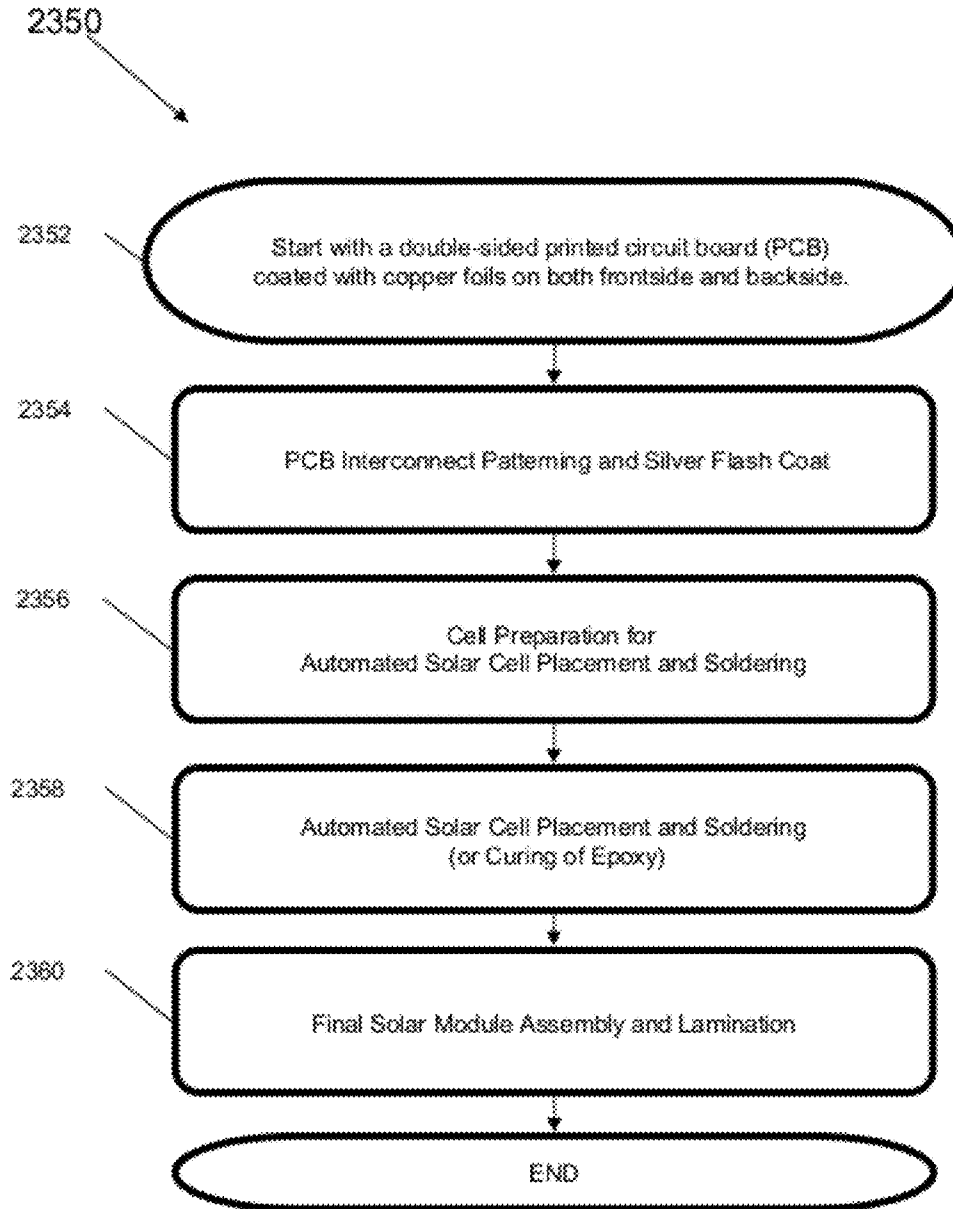 2350
2352
Start with a double-sided printed circuit board (PCB)
coated with copper foils on both frontside and backside.
2354
PCB Interconnect Patterning and Silver Flash Coat
2356
Cell Preparation for
Automated Solar Cell Placement and Soldering
2358
Automated Solar Cell Placement and Soldering
(or Curing of Epoxy)
2360
Final Solar Module Assembly and Lamination
END